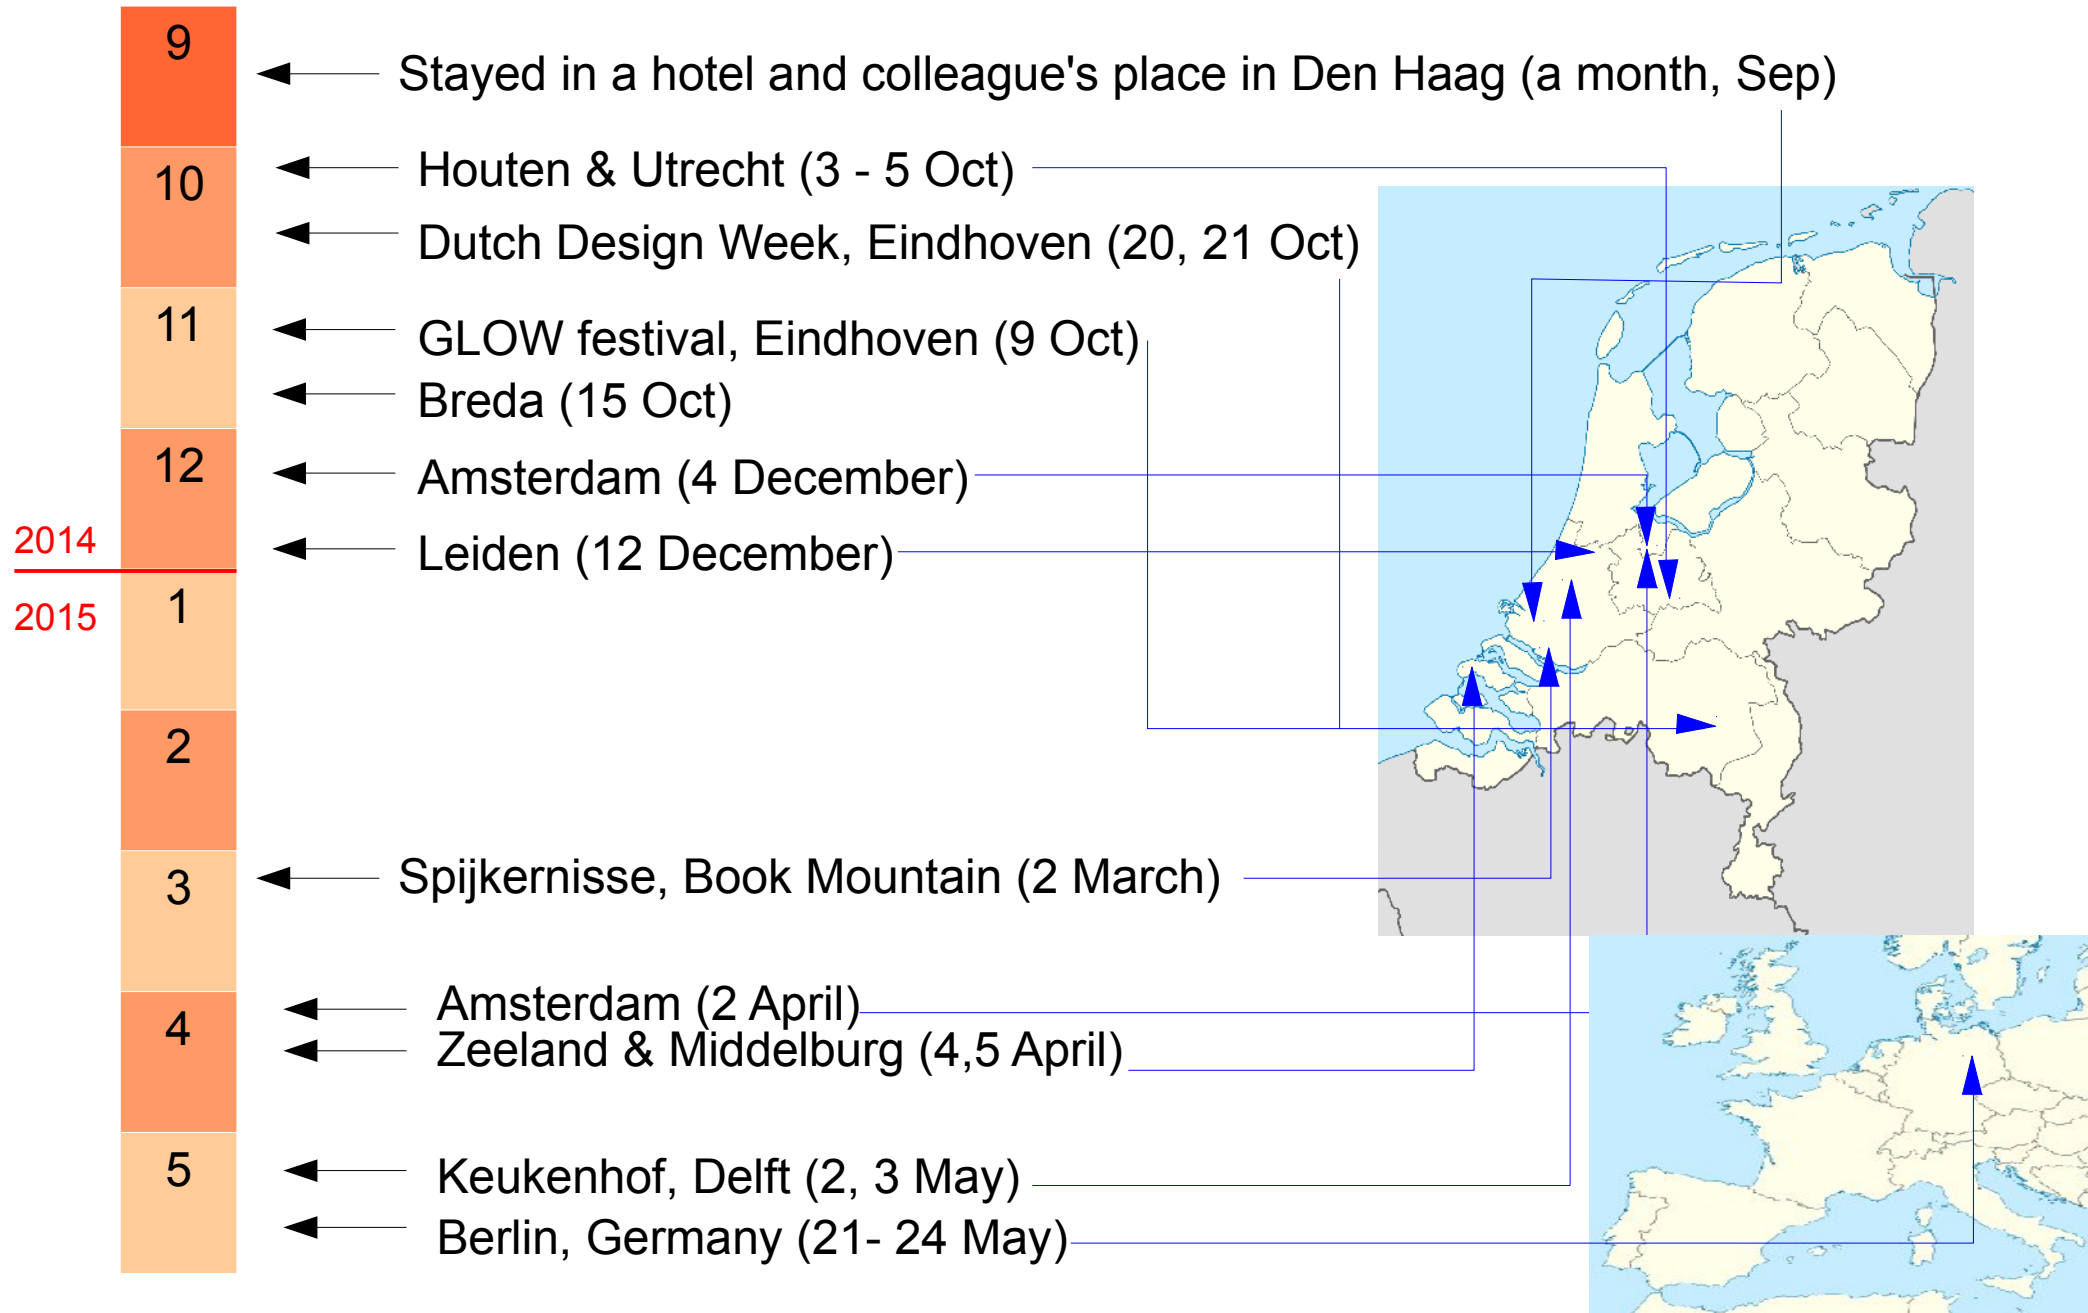 9
Stayed in a hotel and colleague's place in Den Haag (a month, Sep)
10
Houten & Utrecht (3 - 5 Oct)
Dutch Design Week, Eindhoven (20, 21 Oct)
11
GLOW festival, Eindhoven (9 Oct)
Breda (15 Oct)
12
Amsterdam (4 December)
2014
Leiden (12 December)
2015
1
2
3
Spijkernisse, Book Mountain (2 March)
4
Amsterdam (2 April)
Zeeland & Middelburg (4,5 April)
5
Keukenhof, Delft (2, 3 May)
Berlin, Germany (21- 24 May)